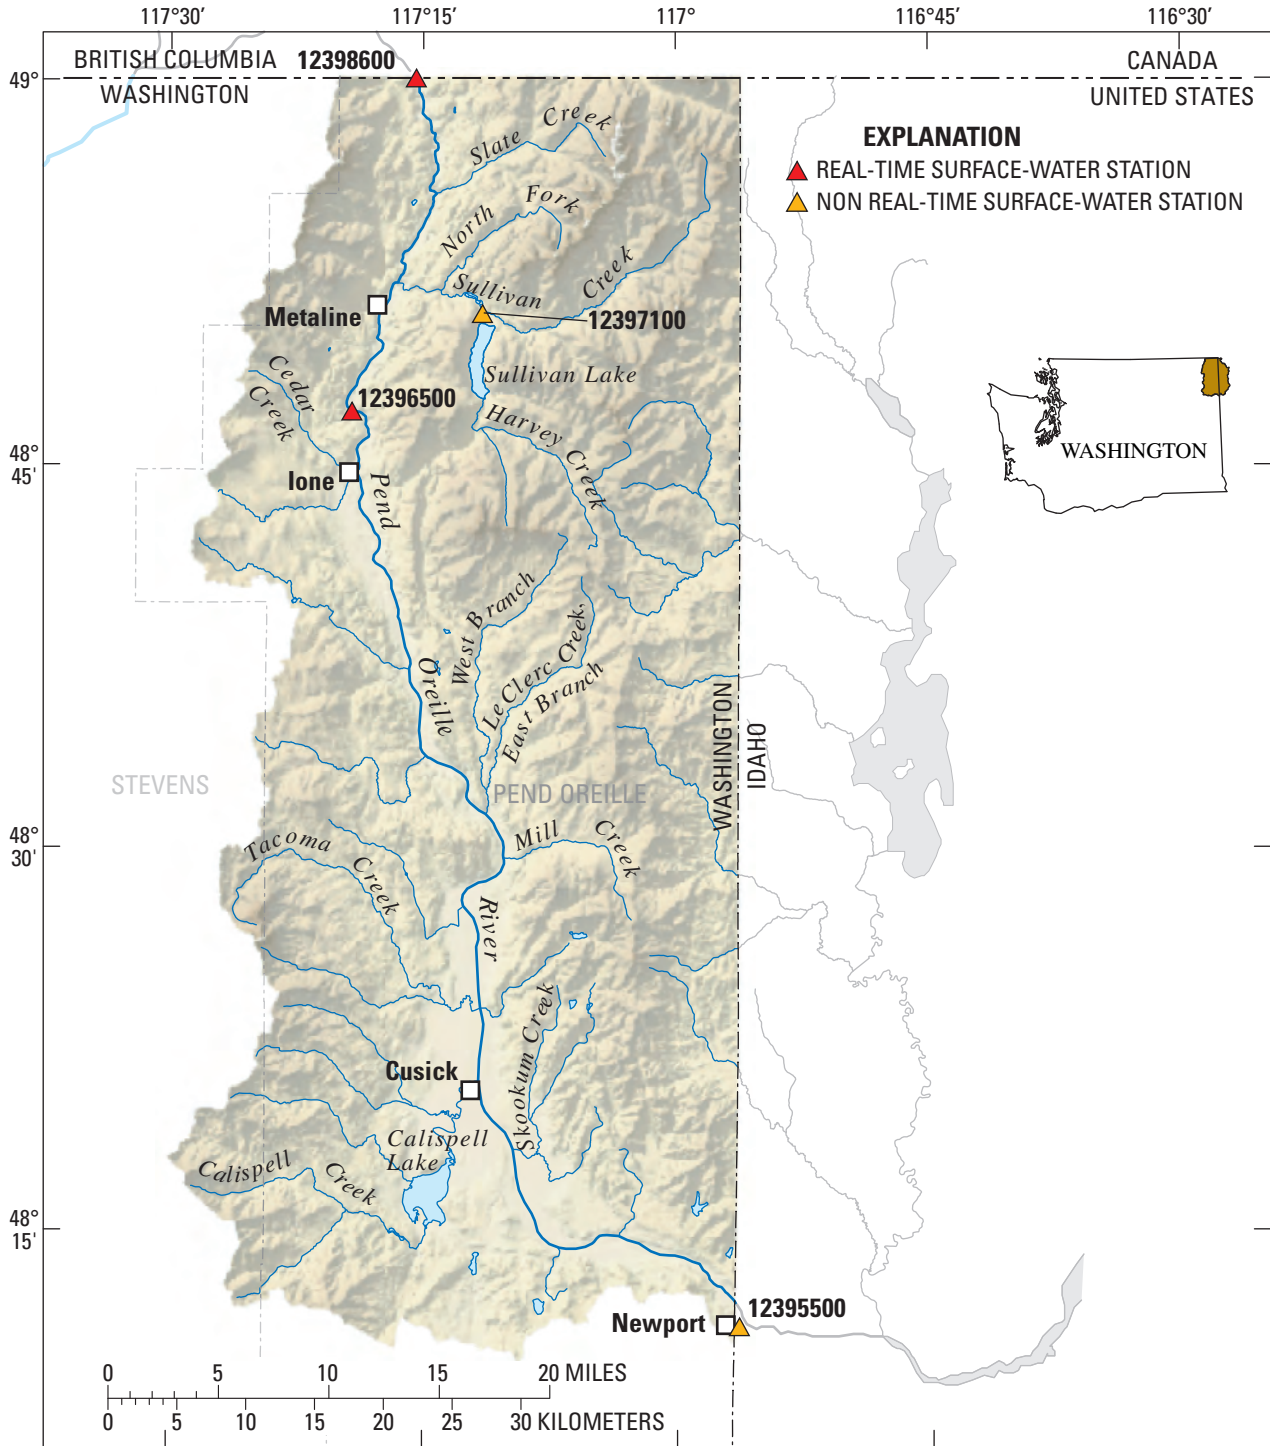 117°30' 117°15' 117° 116°45' 116°30'
BRITISH COLUMBIA 12398600 CANADA
49°
WASHINGTON UNITED STATES
EXPLANATION
REAL-TIME SURFACE-WATER STATION
NON REAL-TIME SURFACE-WATER STATION
Slate Creek
North Fork
Sullivan Creek
Metaline
12397100
Sullivan Lake
Cedar Creek
12396500
Harvey Creek
WASHINGTON
48°
45'
Ione
Pend
Oreille
River
West Branch
Le Clerc Creek,
East Branch
WASHINGTON
IDAHO
STEVENS
PEND OREILLE
48°
30'
Mill Creek
Tacoma Creek
Skookum Creek
Cusick
Calispell
Lake
Calispell Creek
48°
15'
12395500
Newport
0 5 10 15 20 MILES
0 5 10 15 20 25 30 KILOMETERS